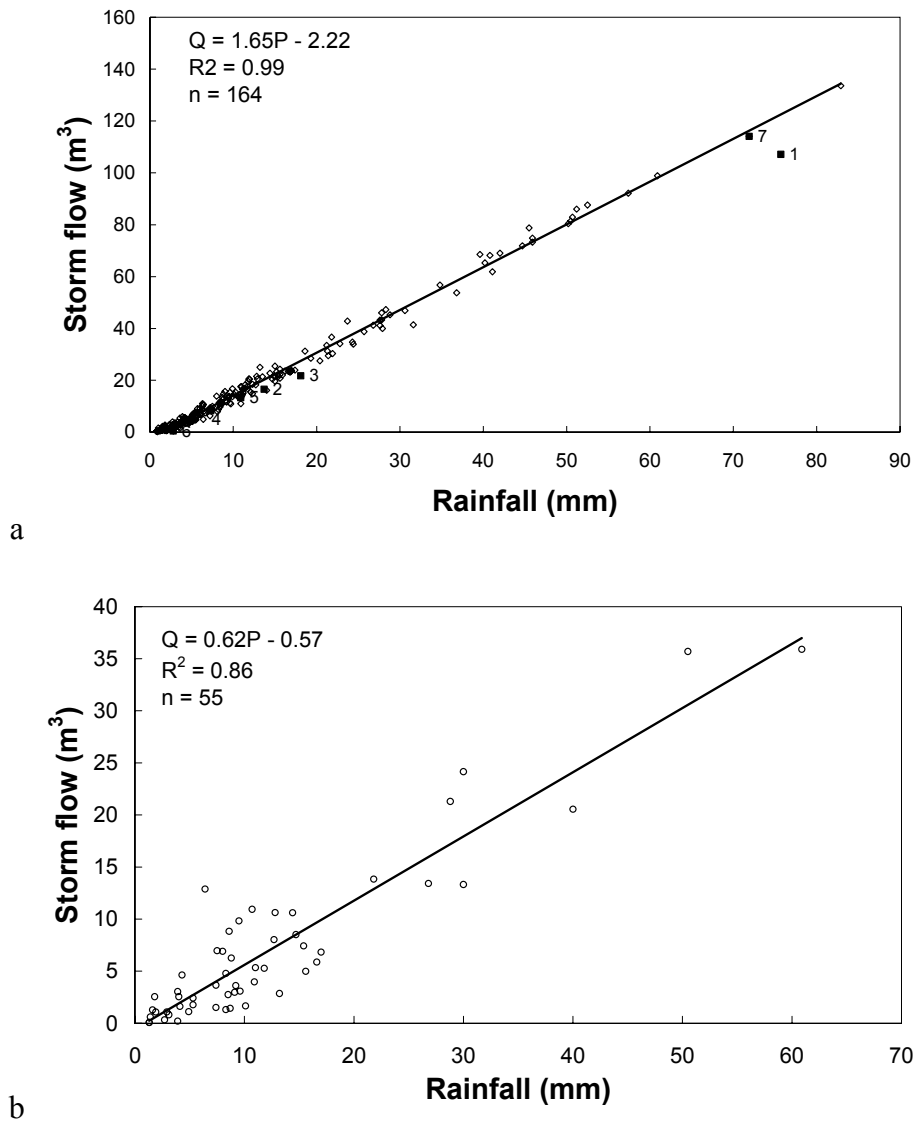 160
140
120
100
80
60
40
20
0
Storm flow (m³)
Q = 1.65P - 2.22
R2 = 0.99
n = 164
7
1
3
2
5
4
6
0 10 20 30 40 50 60 70 80 90
Rainfall (mm)
a
40
35
30
25
20
15
10
5
0
Storm flow (m³)
Q = 0.62P - 0.57
R² = 0.86
n = 55
0 10 20 30 40 50 60 70
Rainfall (mm)
b